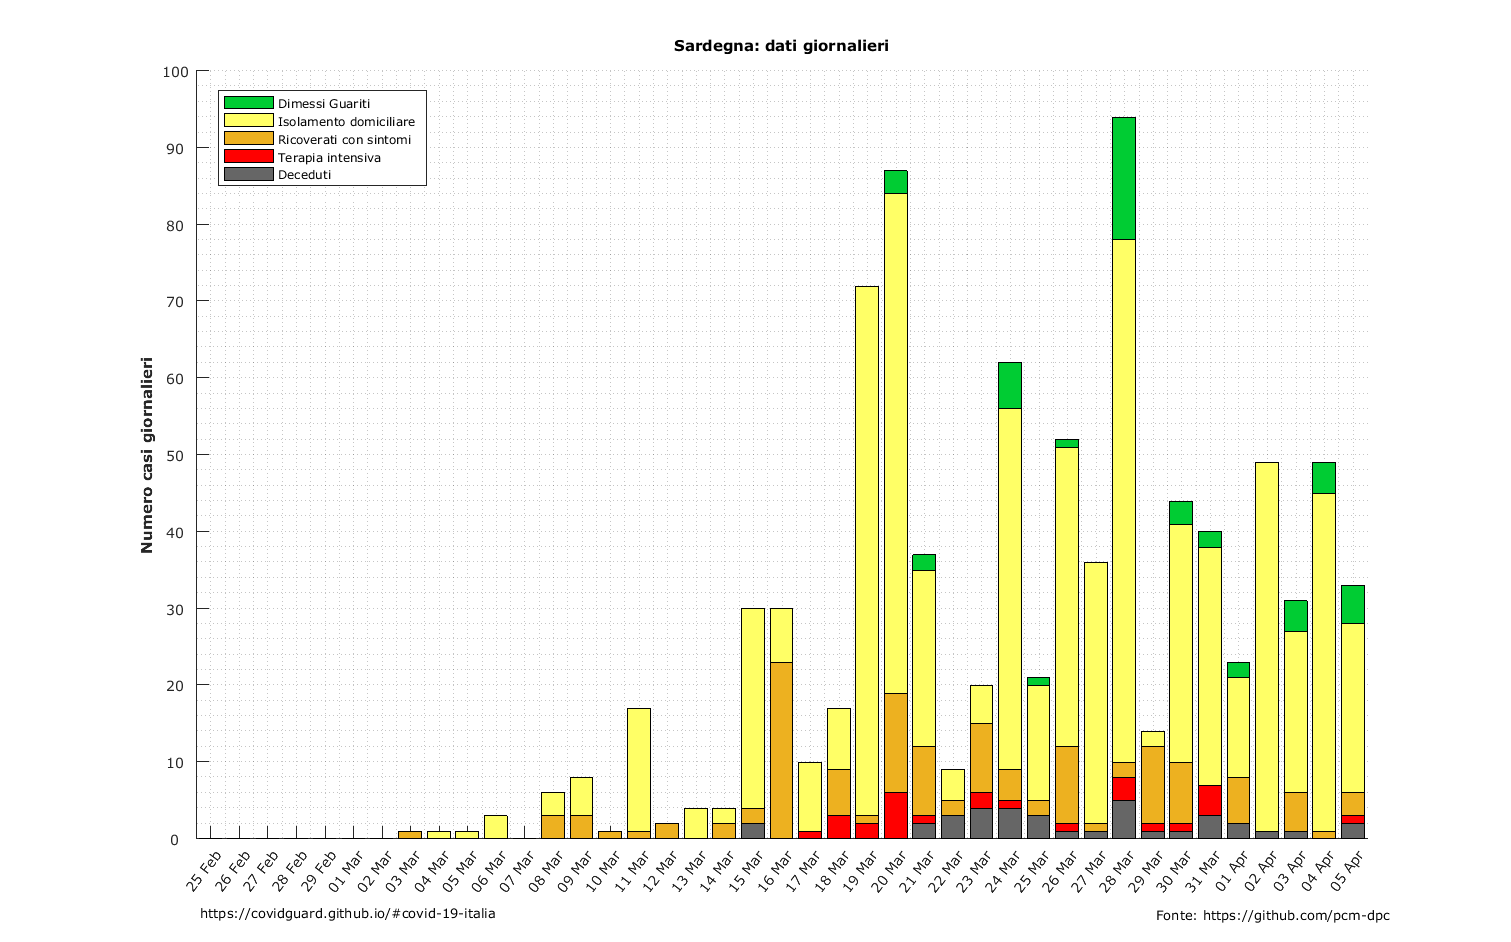 Sardegna: dati giornalieri
Numero casi giornalieri
100
90
80
70
60
50
40
30
20
10
0
Dimessi Guariti
Isolamento domiciliare
Ricoverati con sintomi
Terapia intensiva
Deceduti
25 Feb
26 Feb
27 Feb
28 Feb
29 Feb
01 Mar
02 Mar
03 Mar
04 Mar
05 Mar
06 Mar
07 Mar
08 Mar
09 Mar
10 Mar
11 Mar
12 Mar
13 Mar
14 Mar
15 Mar
16 Mar
17 Mar
18 Mar
19 Mar
20 Mar
21 Mar
22 Mar
23 Mar
24 Mar
25 Mar
26 Mar
27 Mar
28 Mar
29 Mar
30 Mar
31 Mar
01 Apr
02 Apr
03 Apr
04 Apr
05 Apr
https://covidguard.github.io/#covid-19-italia
Fonte: https://github.com/pcm-dpc